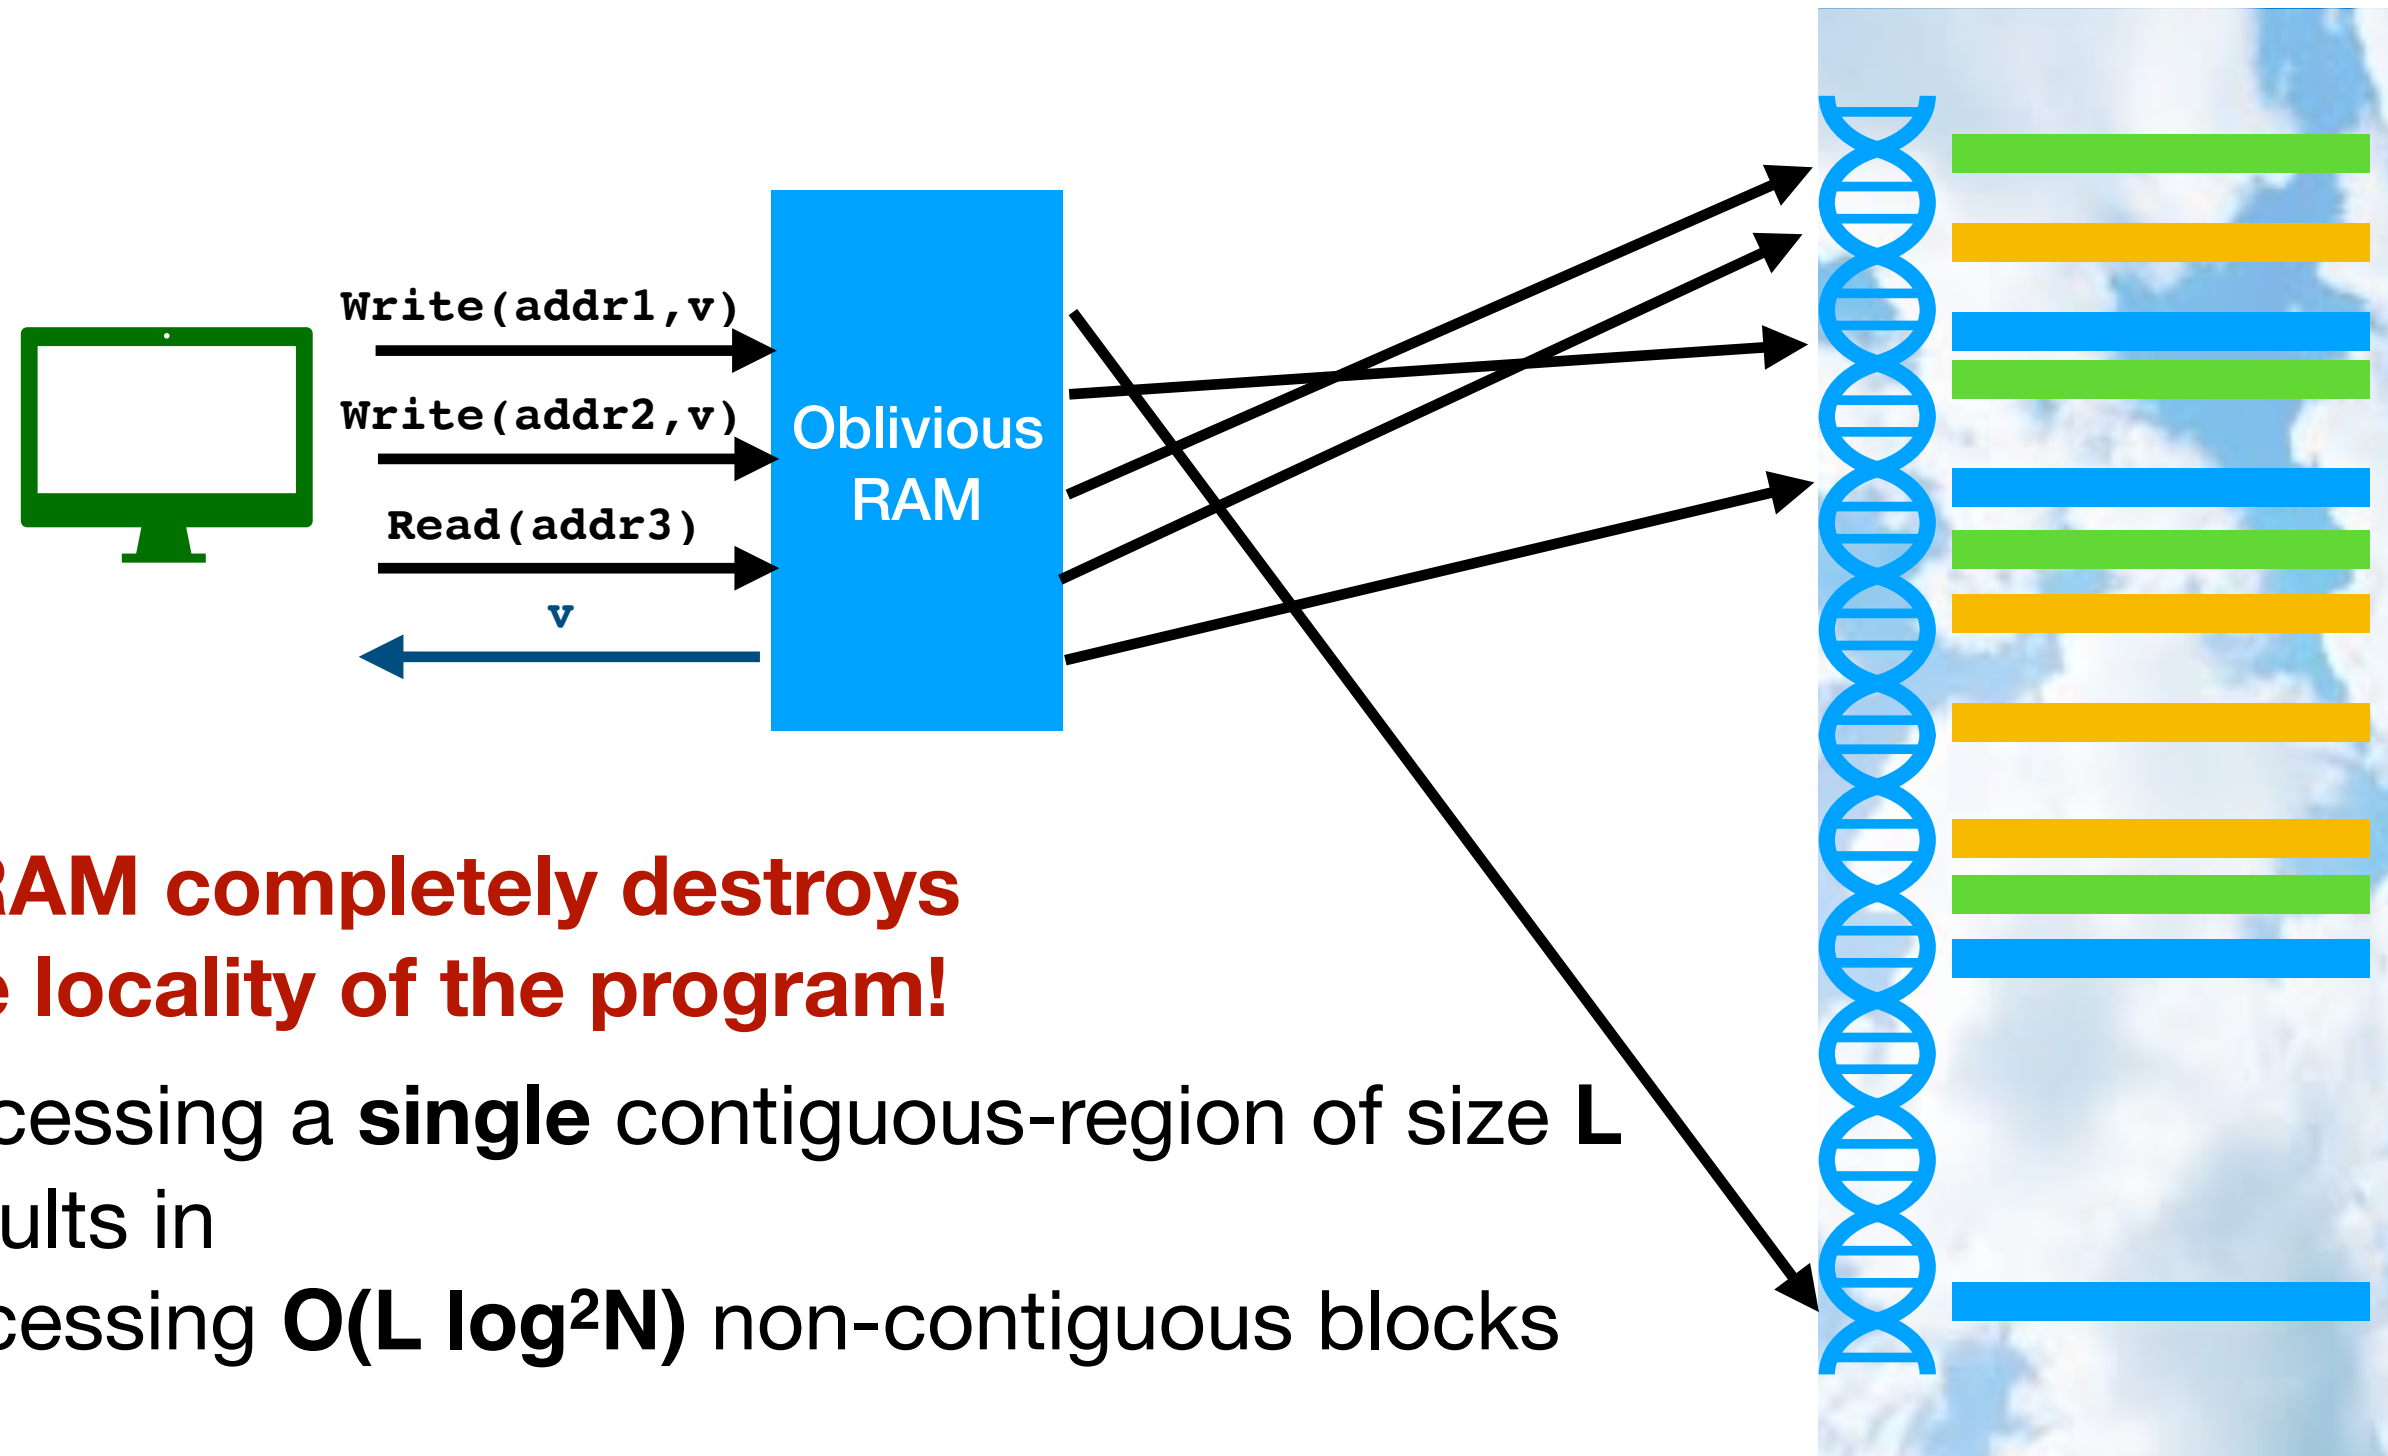 Write(addr1,v)
Write(addr2,v)
Read(addr3)
v
Oblivious
RAM
RAM completely destroys
e locality of the program!
cessing a single contiguous-region of size L
ults in
cessing O(L log²N) non-contiguous blocks